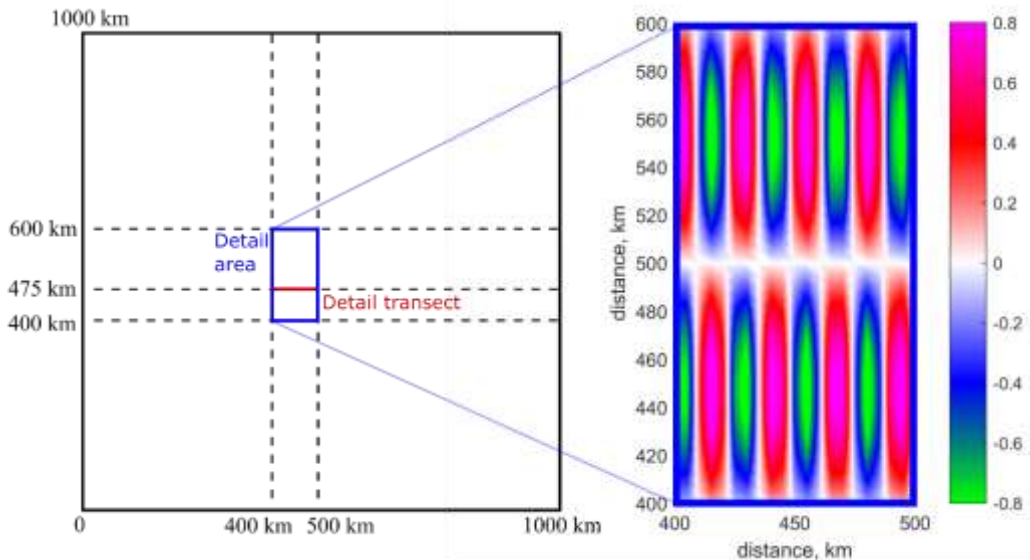 1000 km
600 km
Detail
area
475 km
Detail transect
400 km
0
400 km
500 km
1000 km
600
580
560
540
520
500
480
460
440
420
400
distance, km
400
450
500
distance, km
0.8
0.6
0.4
0.2
0
-0.2
-0.4
-0.6
-0.8